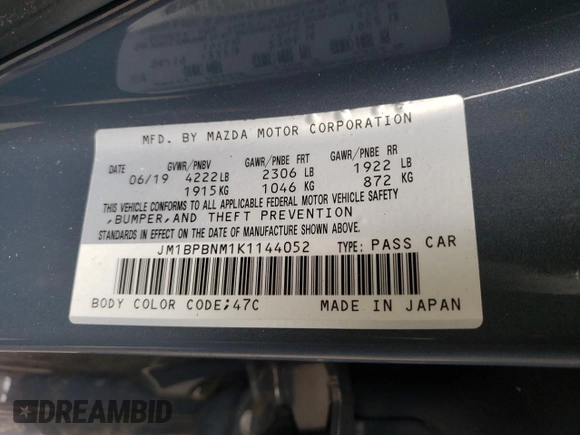 MFD. BY MAZDA MOTOR CORPORATION
DATE GVWR/PNBV GAWR/PNBE FRT GAWR/PNBE RR
06/19 4222LB 2306 LB 1922 LB
1915KG 1046 KG 872 KG
THIS VEHICLE CONFORMS TO ALL APPLICABLE FEDERAL MOTOR VEHICLE SAFETY
,BUMPER,AND THEFT PREVENTION
STANDARDS IN EFFECT ON THE DATE OF MANUFACTURE SHOWN ABOVE.
JM1BPBNM1K1144052 TYPE: PASS CAR
BODY COLOR CODE;47C MADE IN JAPAN
DREAMBID